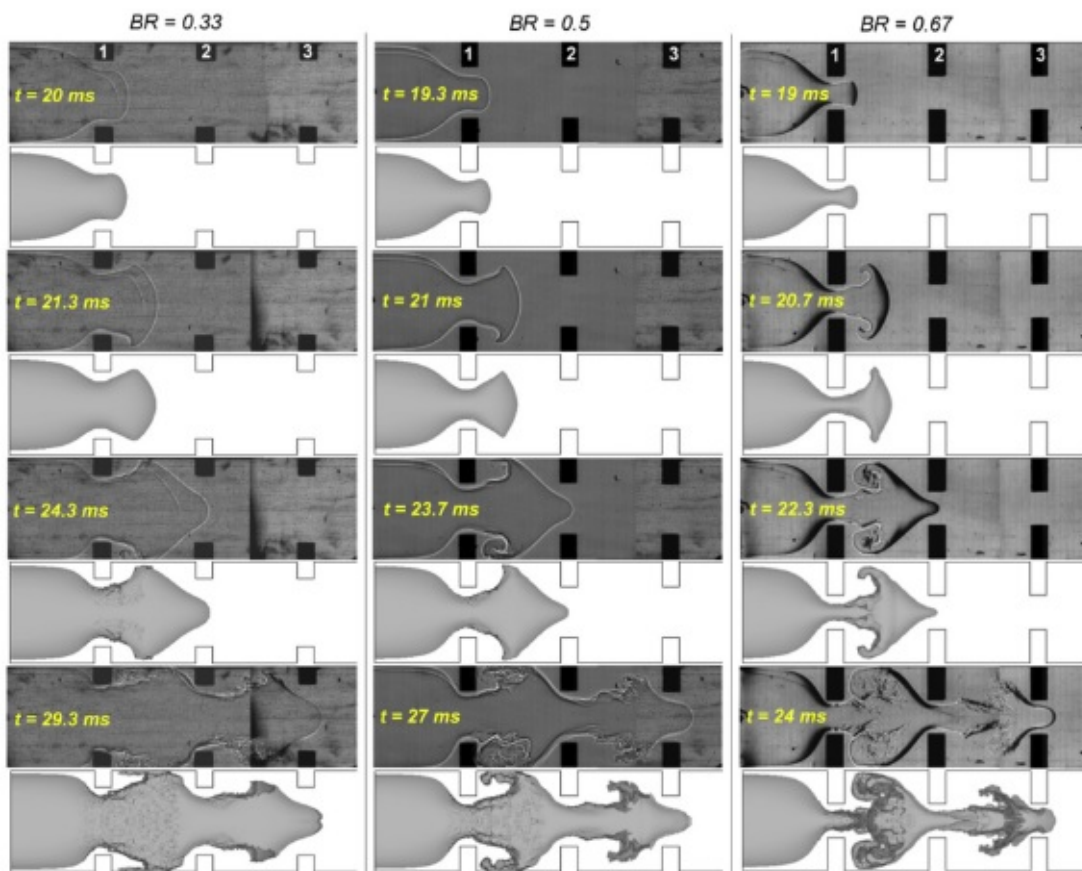 BR = 0.33 BR = 0.5 BR = 0.67
1 2 3 1 2 3 1 2 3
t = 20 ms t = 19.3 ms t = 19 ms
t = 21.3 ms t = 21 ms t = 20.7 ms
t = 24.3 ms t = 23.7 ms t = 22.3 ms
t = 29.3 ms t = 27 ms t = 24 ms